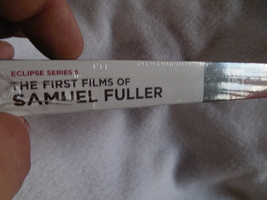 ECLIPSE SERIES 5
THE FIRST FILMS OF
SAMUEL FULLER